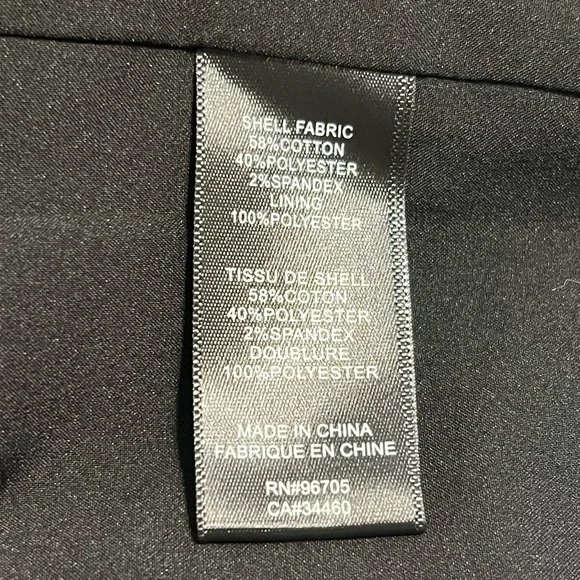 SHELL FABRIC
58%COTTON
40%POLYESTER
2%SPANDEX
LINING
100%POLYESTER
TISSU DE SHELL
58%COTON
40%POLYESTER
2%SPANDEX
DOUBLURE
100%POLYESTER
MADE IN CHINA
FABRIQUE EN CHINE
RN#96705
CA#34460